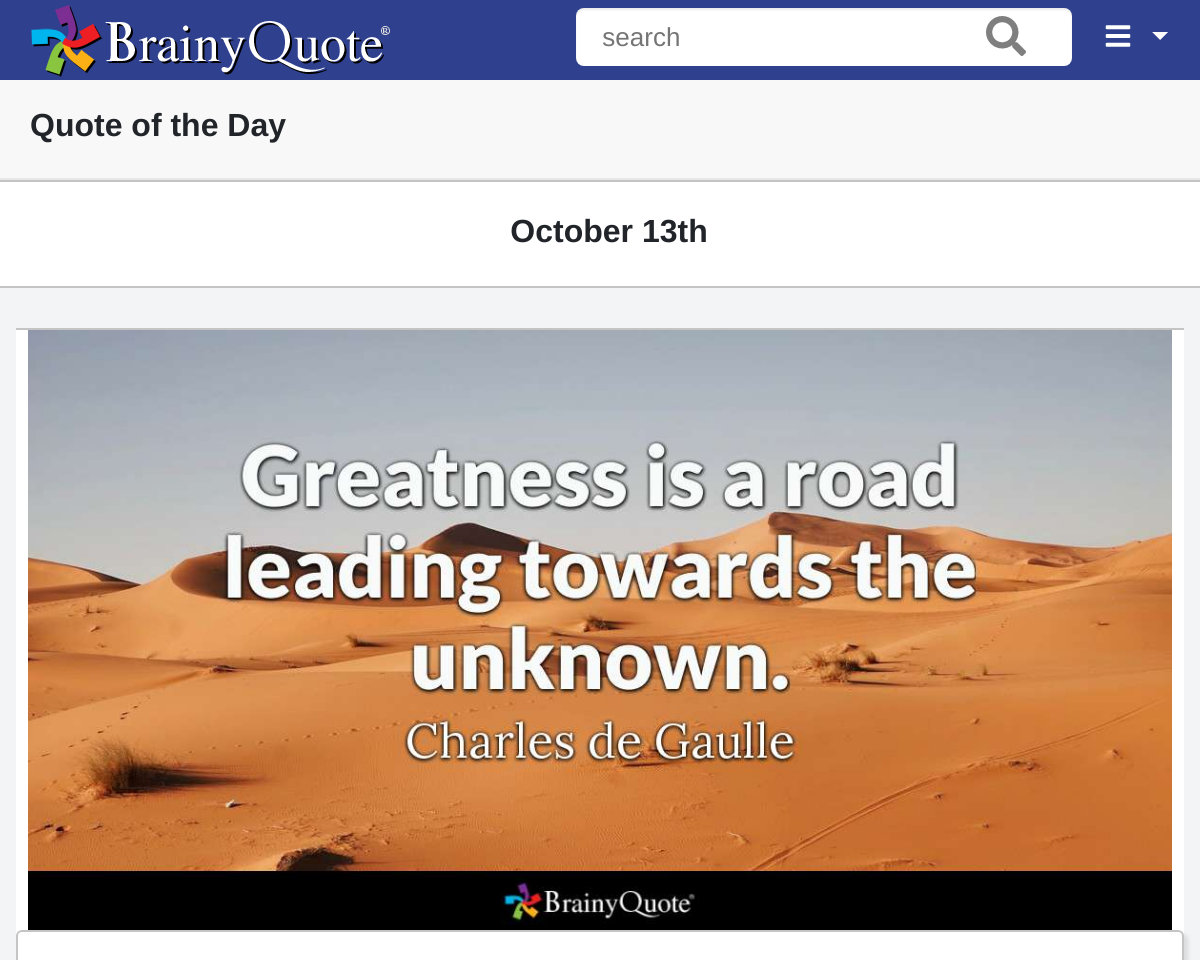 BrainyQuote®
search
Quote of the Day
October 13th
Greatness is a road
leading towards the
unknown.
Charles de Gaulle
BrainyQuote®